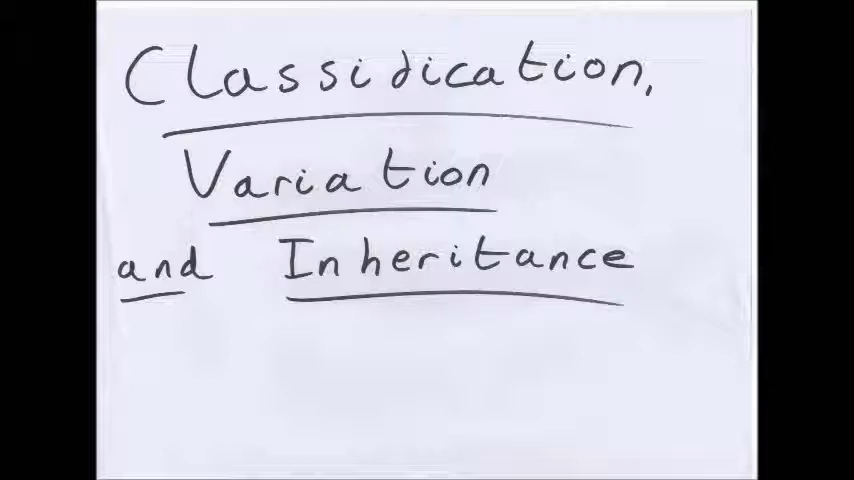 Classidication,
Variation
and Inheritance